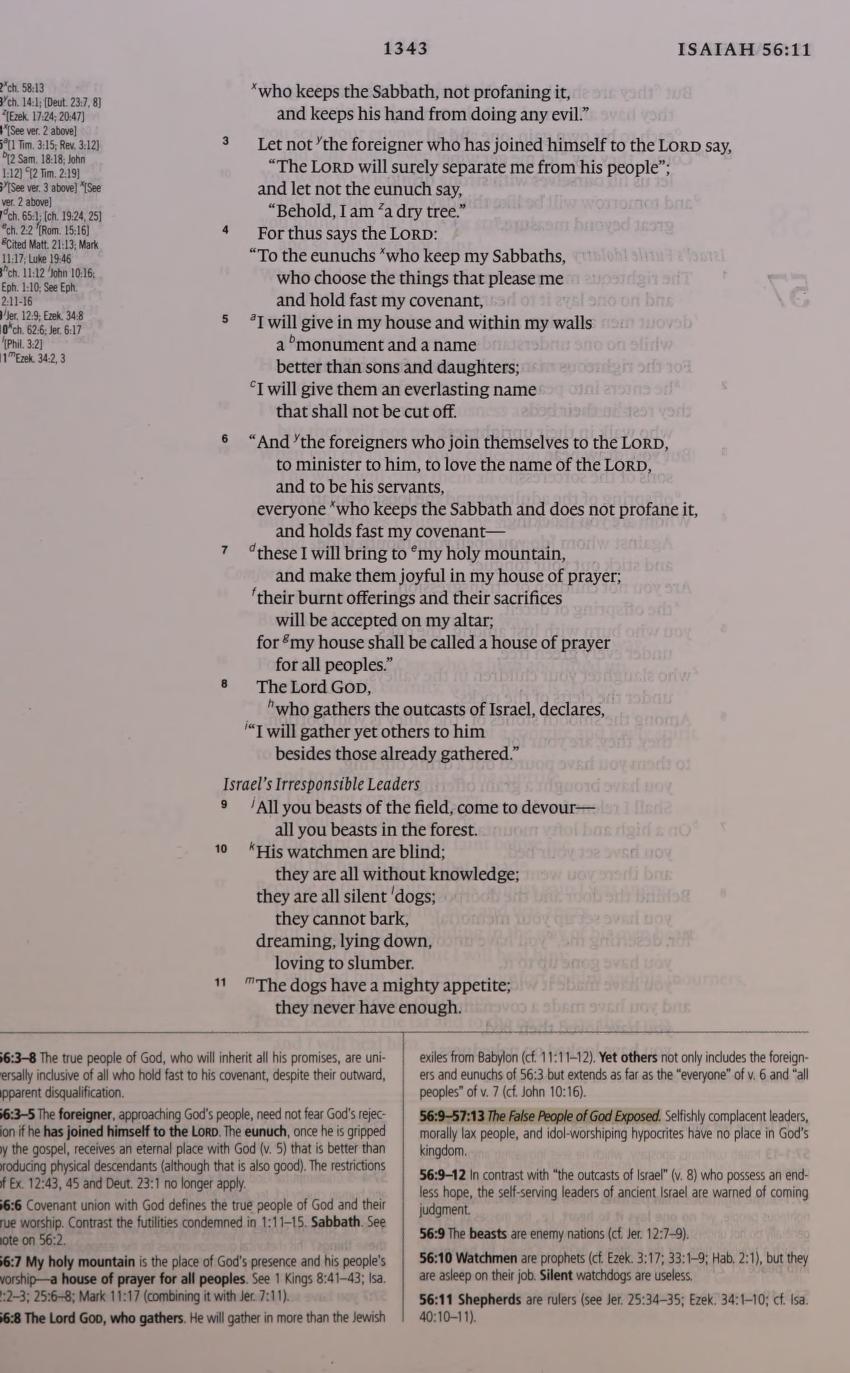 1343
ISAIAH 56:11
2xch. 58:13
3ych. 14:1; [Deut. 23:7, 8]
z[Ezek. 17:24; 20:47]
4x[See ver. 2 above]
5a[1 Tim. 3:15; Rev. 3:12]
b[2 Sam. 18:18; John
1:12] c[2 Tim. 2:19]
y[See ver. 3 above] x[See
ver. 2 above]
7dch. 65:1; [ch. 19:24, 25]
ech. 2:2 f[Rom. 15:16]
gCited Matt. 21:13; Mark
11:17; Luke 19:46
hch. 11:12 iJohn 10:16;
Eph. 1:10; See Eph.
2:11-16
jJer. 12:9; Ezek. 34:8
0kch. 62:6; Jer. 6:17
l[Phil. 3:2]
1mEzek. 34:2, 3
xwho keeps the Sabbath, not profaning it,
and keeps his hand from doing any evil.”
3 Let not ythe foreigner who has joined himself to the LORD say,
“The LORD will surely separate me from his people”;
and let not the eunuch say,
“Behold, I am za dry tree.”
4 For thus says the LORD:
“To the eunuchs xwho keep my Sabbaths,
who choose the things that please me
and hold fast my covenant,
5 aI will give in my house and within my walls
a bmonument and a name
better than sons and daughters;
cI will give them an everlasting name
that shall not be cut off.
6 “And ythe foreigners who join themselves to the LORD,
to minister to him, to love the name of the LORD,
and to be his servants,
everyone xwho keeps the Sabbath and does not profane it,
and holds fast my covenant—
7 dthese I will bring to emy holy mountain,
and make them joyful in my house of prayer;
ftheir burnt offerings and their sacrifices
will be accepted on my altar;
for gmy house shall be called a house of prayer
for all peoples.”
8 The Lord GOD,
hwho gathers the outcasts of Israel, declares,
i“I will gather yet others to him
besides those already gathered.”
Israel’s Irresponsible Leaders
9 jAll you beasts of the field, come to devour—
all you beasts in the forest.
10 kHis watchmen are blind;
they are all without knowledge;
they are all silent ldogs;
they cannot bark,
dreaming, lying down,
loving to slumber.
11 mThe dogs have a mighty appetite;
they never have enough.
56:3–8 The true people of God, who will inherit all his promises, are uni-
versally inclusive of all who hold fast to his covenant, despite their outward,
apparent disqualification.
56:3–5 The foreigner, approaching God’s people, need not fear God’s rejec-
tion if he has joined himself to the LORD. The eunuch, once he is gripped
by the gospel, receives an eternal place with God (v. 5) that is better than
producing physical descendants (although that is also good). The restrictions
of Ex. 12:43, 45 and Deut. 23:1 no longer apply.
56:6 Covenant union with God defines the true people of God and their
true worship. Contrast the futilities condemned in 1:11–15. Sabbath. See
note on 56:2.
56:7 My holy mountain is the place of God’s presence and his people’s
worship—a house of prayer for all peoples. See 1 Kings 8:41–43; Isa.
2:2–3; 25:6–8; Mark 11:17 (combining it with Jer. 7:11).
56:8 The Lord GOD, who gathers. He will gather in more than the Jewish
exiles from Babylon (cf. 11:11–12). Yet others not only includes the foreign-
ers and eunuchs of 56:3 but extends as far as the “everyone” of v. 6 and “all
peoples” of v. 7 (cf. John 10:16).
56:9–57:13 The False People of God Exposed. Selfishly complacent leaders,
morally lax people, and idol-worshiping hypocrites have no place in God’s
kingdom.
56:9–12 In contrast with “the outcasts of Israel” (v. 8) who possess an end-
less hope, the self-serving leaders of ancient Israel are warned of coming
judgment.
56:9 The beasts are enemy nations (cf. Jer. 12:7–9).
56:10 Watchmen are prophets (cf. Ezek. 3:17; 33:1–9; Hab. 2:1), but they
are asleep on their job. Silent watchdogs are useless.
56:11 Shepherds are rulers (see Jer. 25:34–35; Ezek. 34:1–10; cf. Isa.
40:10–11).